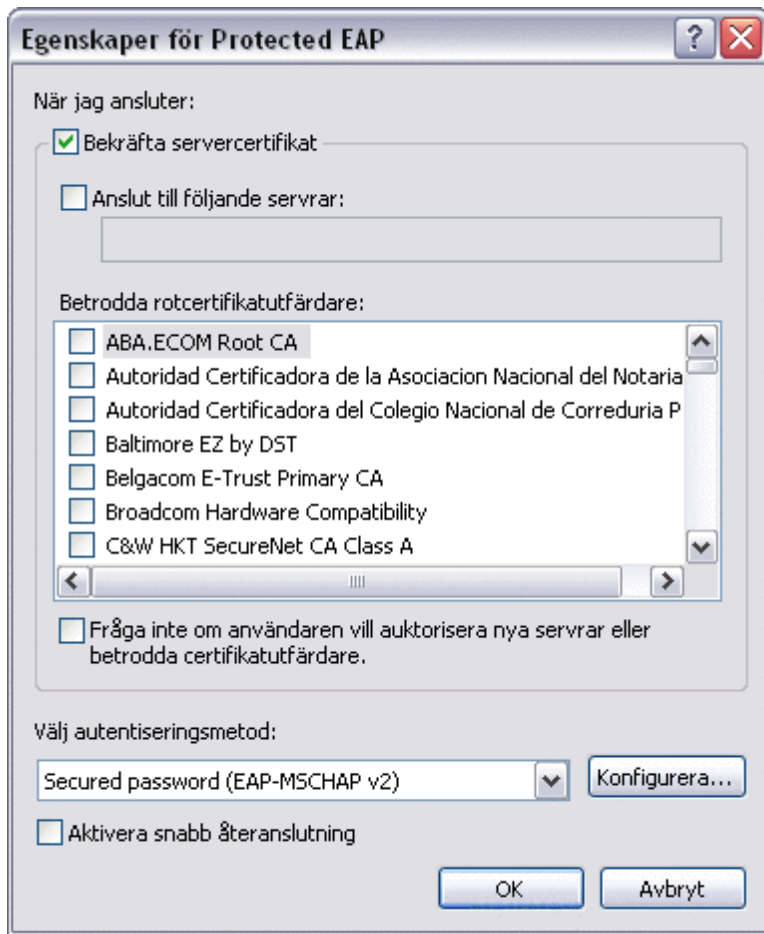 Egenskaper för Protected EAP
När jag ansluter:
Bekräfta servercertifikat
Anslut till följande servrar:
Betrodda rotcertifikatutfärdare:
ABA.ECOM Root CA
Autoridad Certificadora de la Asociacion Nacional del Notaria
Autoridad Certificadora del Colegio Nacional de Correduria P
Baltimore EZ by DST
Belgacom E-Trust Primary CA
Broadcom Hardware Compatibility
C&W HKT SecureNet CA Class A
Fråga inte om användaren vill auktorisera nya servrar eller
betrodda certifikatutfärdare.
Välj autentiseringsmetod:
Secured password (EAP-MSCHAP v2)
Konfigurera...
Aktivera snabb återanslutning
OK
Avbryt